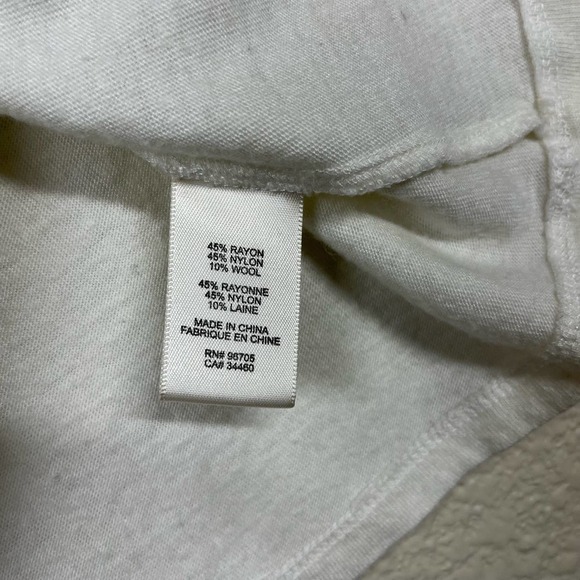 45% RAYON
45% NYLON
10% WOOL
45% RAYONNE
45% NYLON
10% LAINE
MADE IN CHINA
FABRIQUE EN CHINE
RN# 96705
CA# 34460